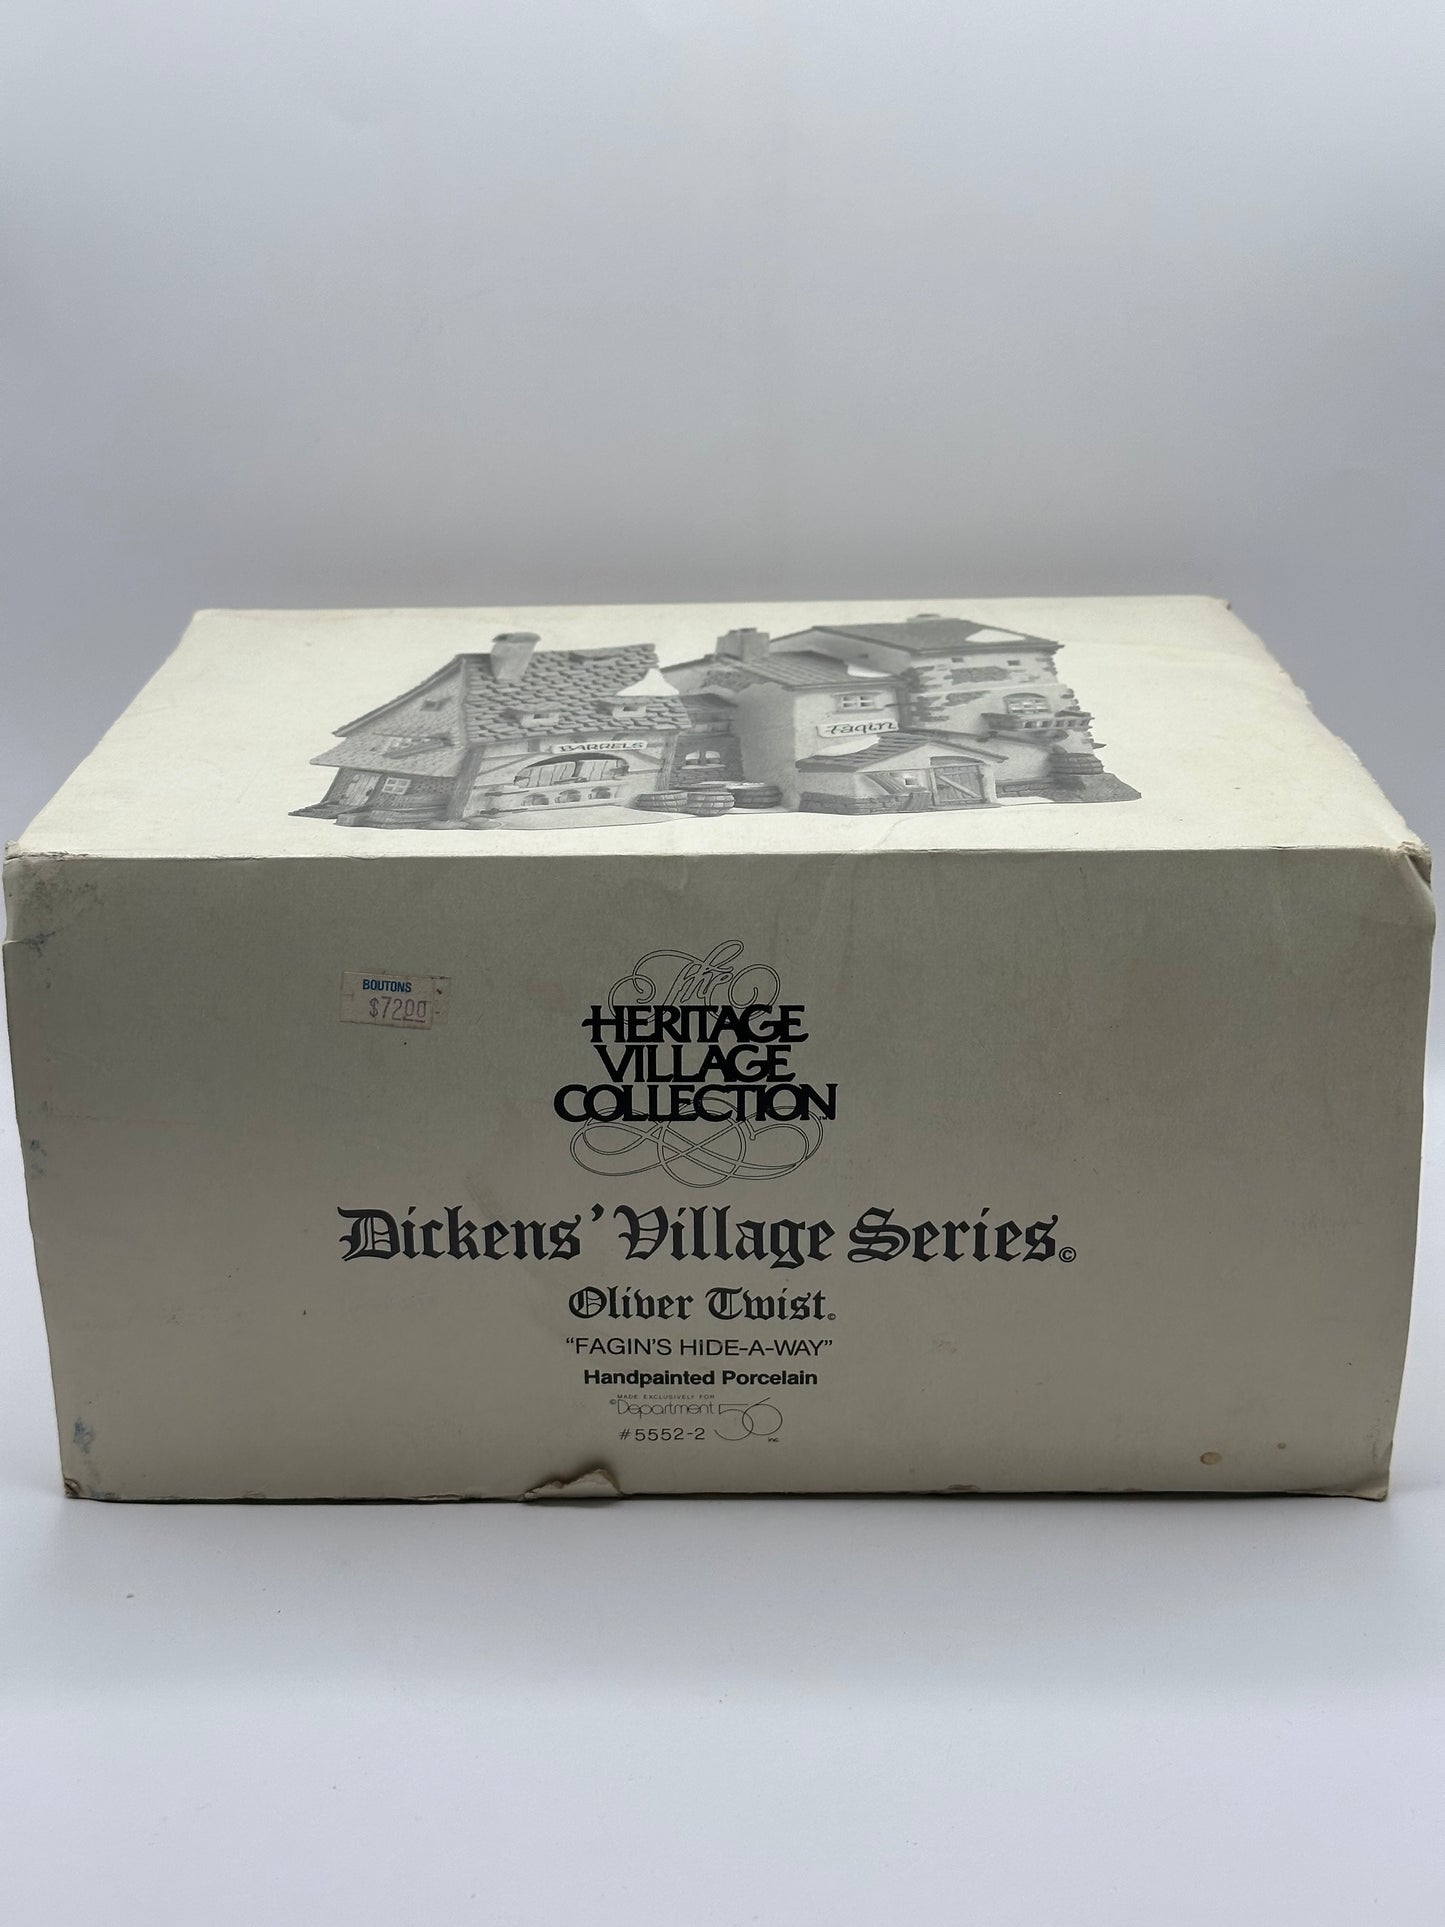 BARRELS
Fagin
BOUTONS
$72.00
The
HERITAGE
VILLAGE
COLLECTION™
Dickens' Village Series©
Oliver Twist©
"FAGIN'S HIDE-A-WAY"
Handpainted Porcelain
MADE EXCLUSIVELY FOR
©Department 56 INC.
#5552-2